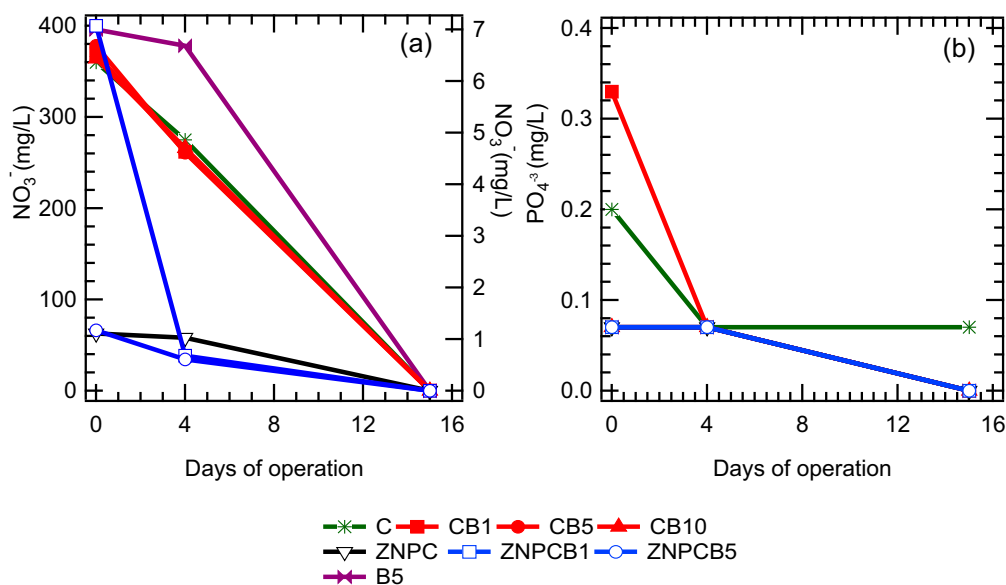 (a)
400
300
200
100
0
NO₃⁻ (mg/L)
7
6
5
4
3
2
1
0
NO₃⁻ (mg/L)
0 4 8 12 16
Days of operation
(b)
0.4
0.3
0.2
0.1
0.0
PO₄⁻³ (mg/L)
0 4 8 12 16
Days of operation
C CB1 CB5 CB10
ZNPC ZNPCB1 ZNPCB5
B5